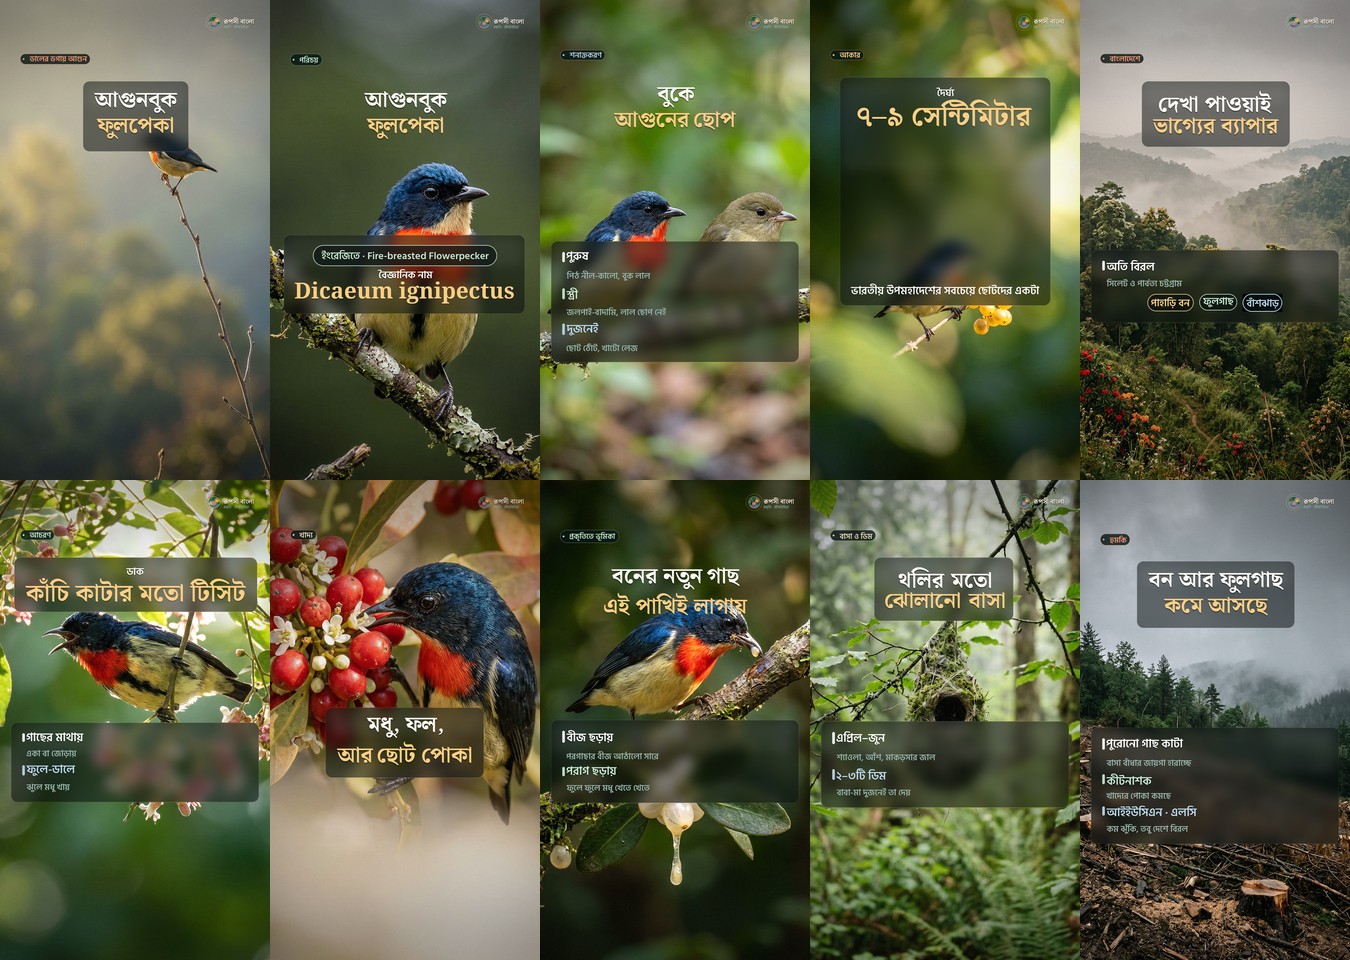 রূপসী বাংলা
ডালের ডগায় আগুন
আগুনবুক
ফুলপেকা
রূপসী বাংলা
পরিচয়
আগুনবুক
ফুলপেকা
ইংরেজিতে · Fire-breasted Flowerpecker
বৈজ্ঞানিক নাম
Dicaeum ignipectus
রূপসী বাংলা
শনাক্তকরণ
বুকে
আগুনের ছোপ
পুরুষ
পিঠ নীল-কালো, বুক লাল
স্ত্রী
জলপাই-বাদামি, লাল ছোপ নেই
দুজনেই
ছোট ঠোঁট, খাটো লেজ
রূপসী বাংলা
আকার
দৈর্ঘ্য
৭–৯ সেন্টিমিটার
ভারতীয় উপমহাদেশের সবচেয়ে ছোটদের একটা
রূপসী বাংলা
বাংলাদেশে
দেখা পাওয়াই
ভাগ্যের ব্যাপার
অতি বিরল
সিলেট ও পার্বত্য চট্টগ্রাম
পাহাড়ি বন
ফুলগাছ
বাঁশঝাড়
রূপসী বাংলা
আচরণ
ডাক
কাঁচি কাটার মতো টিসিট
গাছের মাথায়
একা বা জোড়ায়
ফুলে-ডালে
ঝুলে মধু খায়
রূপসী বাংলা
খাদ্য
মধু, ফল,
আর ছোট পোকা
রূপসী বাংলা
প্রকৃতিতে ভূমিকা
বনের নতুন গাছ
এই পাখিই লাগায়
বীজ ছড়ায়
পরগাছার বীজ আঠালো সারে
পরাগ ছড়ায়
ফুলে ফুলে মধু খেতে খেতে
রূপসী বাংলা
বাসা ও ডিম
থলির মতো
ঝোলানো বাসা
এপ্রিল–জুন
শ্যাওলা, আঁশ, মাকড়সার জাল
২–৩টি ডিম
বাবা-মা দুজনেই তা দেয়
রূপসী বাংলা
হুমকি
বন আর ফুলগাছ
কমে আসছে
পুরোনো গাছ কাটা
বাসা বাঁধার জায়গা হারাচ্ছে
কীটনাশক
খাদ্যের পোকা কমছে
আইইউসিএন · এলসি
কম ঝুঁকি, তবু দেশে বিরল